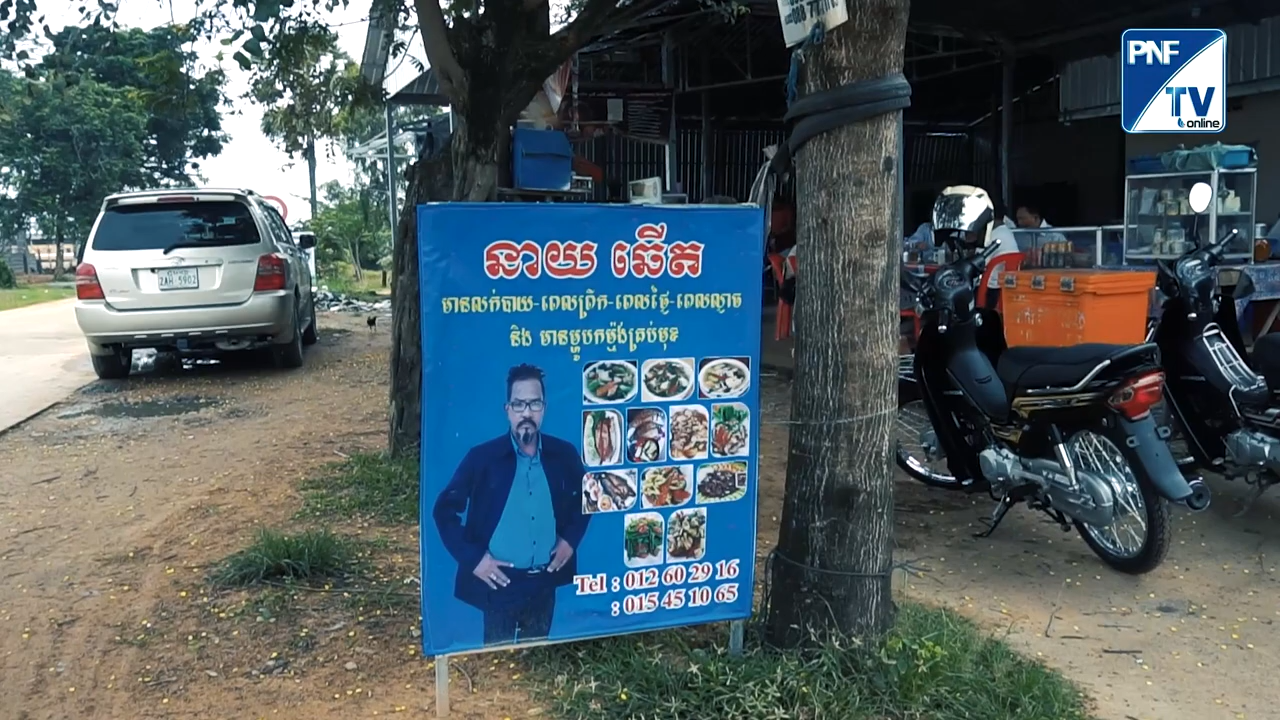 PNF
TV
online
នាយ ឆើត
មានលក់បាយ-ពេលព្រឹក-ពេលថ្ងៃ-ពេលល្ងាច
និង មានម្ហូបកម្ម៉ង់គ្រប់មុខ
Tel : 012 60 29 16
: 015 45 10 65
2AH-5902